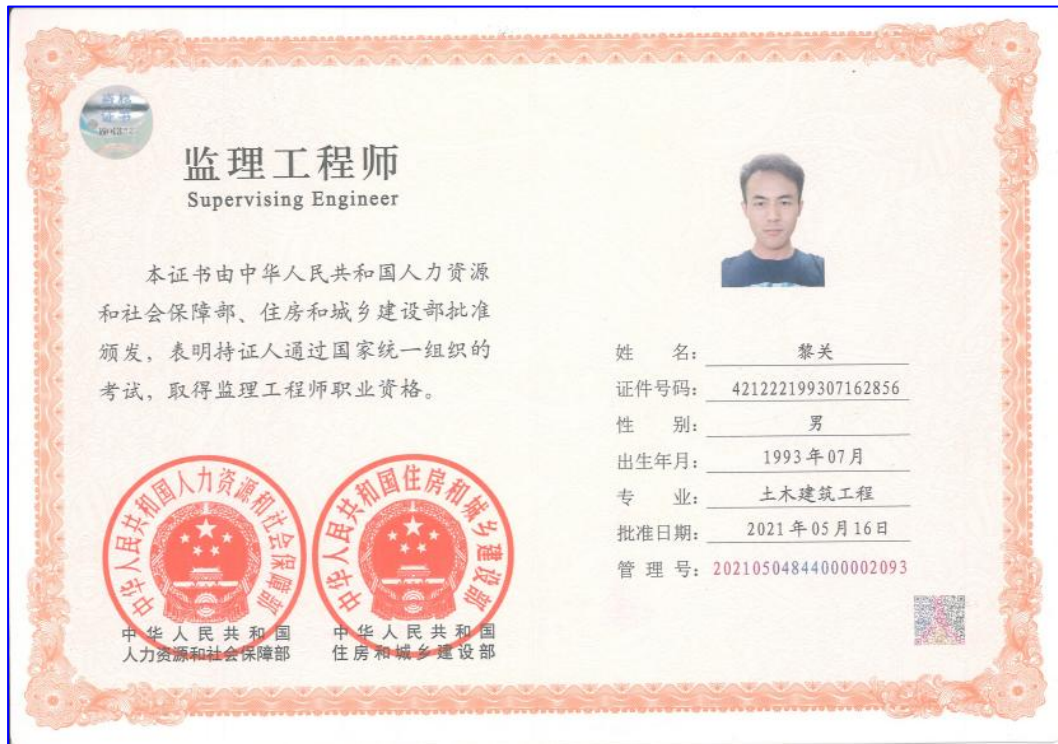 资格
证书
监理工程师
Supervising Engineer
本证书由中华人民共和国人力资源
和社会保障部、住房和城乡建设部批准
颁发，表明持证人通过国家统一组织的
考试，取得监理工程师职业资格。
中华人民共和国人力资源和社会保障部
中华人民共和国
人力资源和社会保障部
中华人民共和国住房和城乡建设部
中华人民共和国
住房和城乡建设部
姓 名： 黎关
证件号码： 421222199307162856
性 别： 男
出生年月： 1993年07月
专 业： 土木建筑工程
批准日期： 2021年05月16日
管 理 号： 20210504844000002093